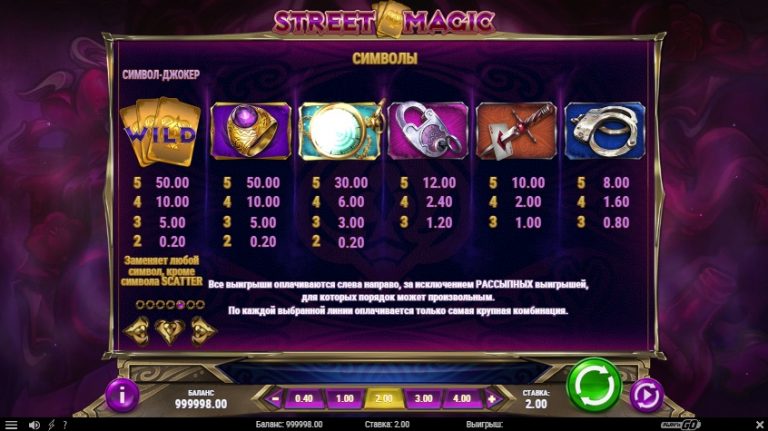 STREET MAGIC
СИМВОЛЫ
СИМВОЛ-ДЖОКЕР
WILD
5 50.00
4 10.00
3 5.00
2 0.20
5 50.00
4 10.00
3 5.00
2 0.20
5 30.00
4 6.00
3 3.00
2 0.20
5 12.00
4 2.40
3 1.20
5 10.00
4 2.00
3 1.00
5 8.00
4 1.60
3 0.80
Заменяет любой
символ, кроме
символа SCATTER
Все выигрыши оплачиваются слева направо, за исключением РАССЫПНЫХ выигрышей,
для которых порядок может произвольным.
По каждой выбранной линии оплачивается только самая крупная комбинация.
БАЛАНС
999998.00
- 0.40 1.00 2.00 3.00 4.00 +
СТАВКА:
2.00
Баланс: 999998.00 Ставка: 2.00 Выигрыш:
PLAY'N GO